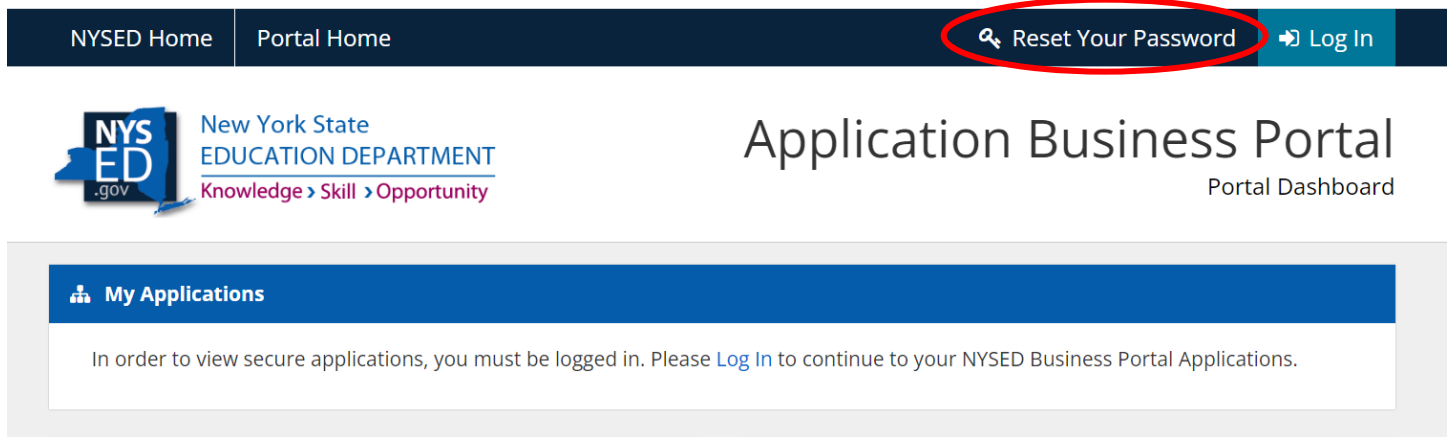 NYSED Home Portal Home Reset Your Password Log In
NYS
ED
.gov
New York State
EDUCATION DEPARTMENT
Knowledge › Skill › Opportunity
Application Business Portal
Portal Dashboard
My Applications
In order to view secure applications, you must be logged in. Please Log In to continue to your NYSED Business Portal Applications.